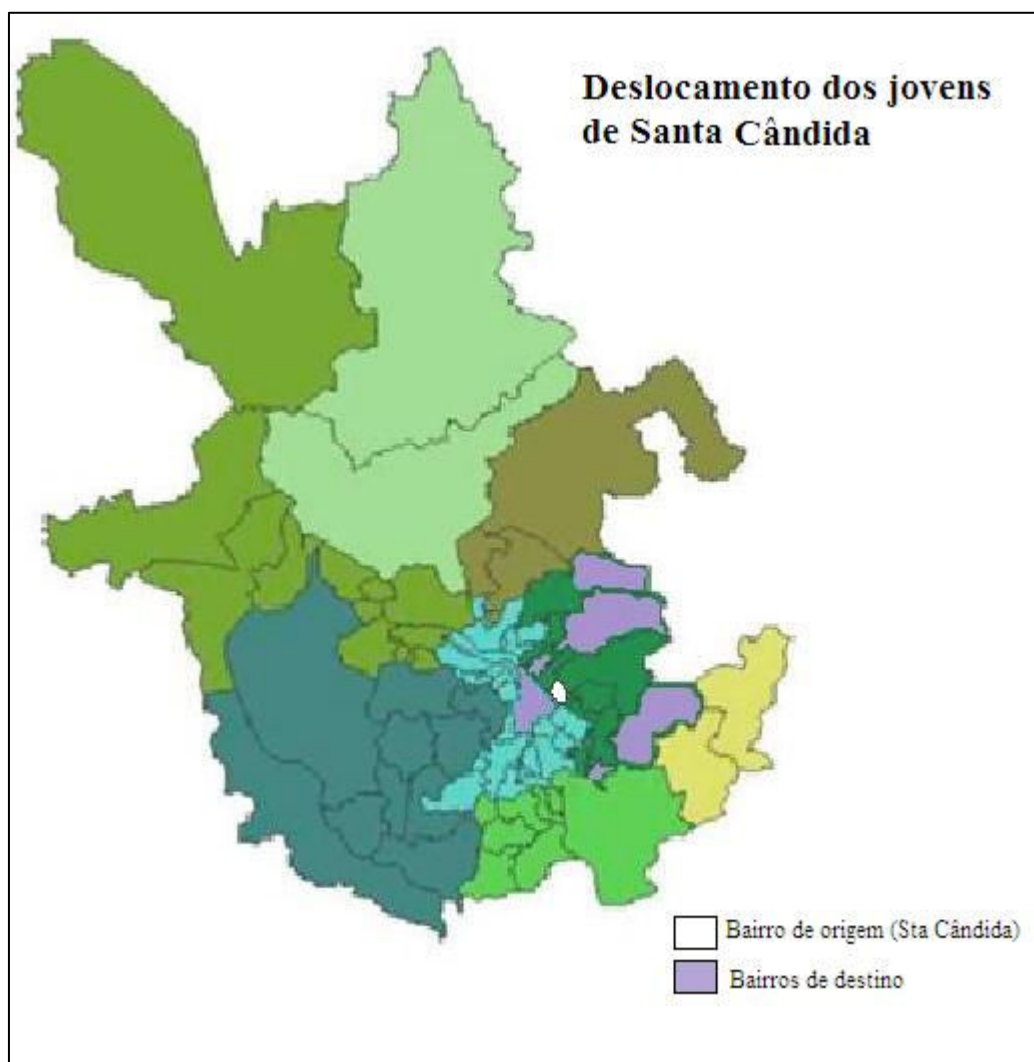 Deslocamento dos jovens
de Santa Cândida
Bairro de origem (Sta Cândida)
Bairros de destino